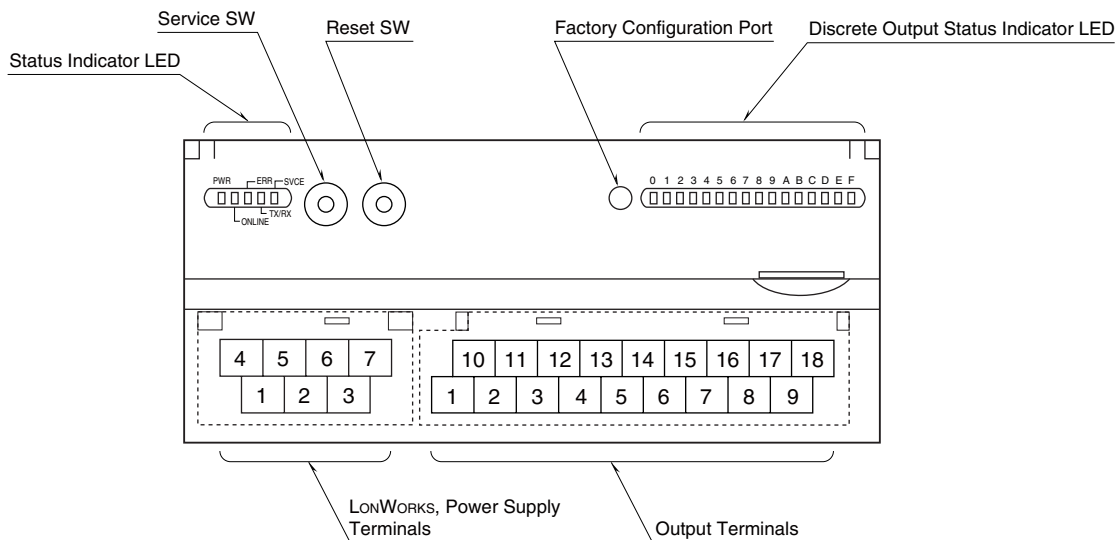 Service SW
Reset SW
Factory Configuration Port
Discrete Output Status Indicator LED
Status Indicator LED
PWR ERR SVCE
TX/RX
ONLINE
0 1 2 3 4 5 6 7 8 9 A B C D E F
4 5 6 7
1 2 3
10 11 12 13 14 15 16 17 18
1 2 3 4 5 6 7 8 9
LONWORKS, Power Supply
Terminals
Output Terminals